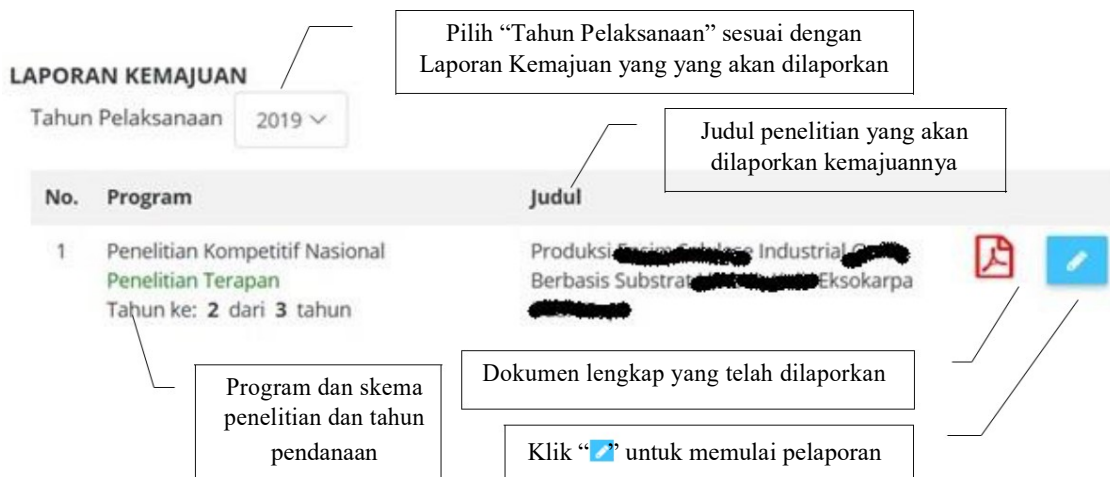 Pilih “Tahun Pelaksanaan” sesuai dengan
Laporan Kemajuan yang yang akan dilaporkan
LAPORAN KEMAJUAN
Tahun Pelaksanaan 2019
Judul penelitian yang akan
dilaporkan kemajuannya
No. Program Judul
1 Penelitian Kompetitif Nasional Produksi Industrial
Penelitian Terapan Berbasis Substrat Eksokarpa
Tahun ke: 2 dari 3 tahun
Program dan skema
penelitian dan tahun
pendanaan
Dokumen lengkap yang telah dilaporkan
Klik “ ” untuk memulai pelaporan